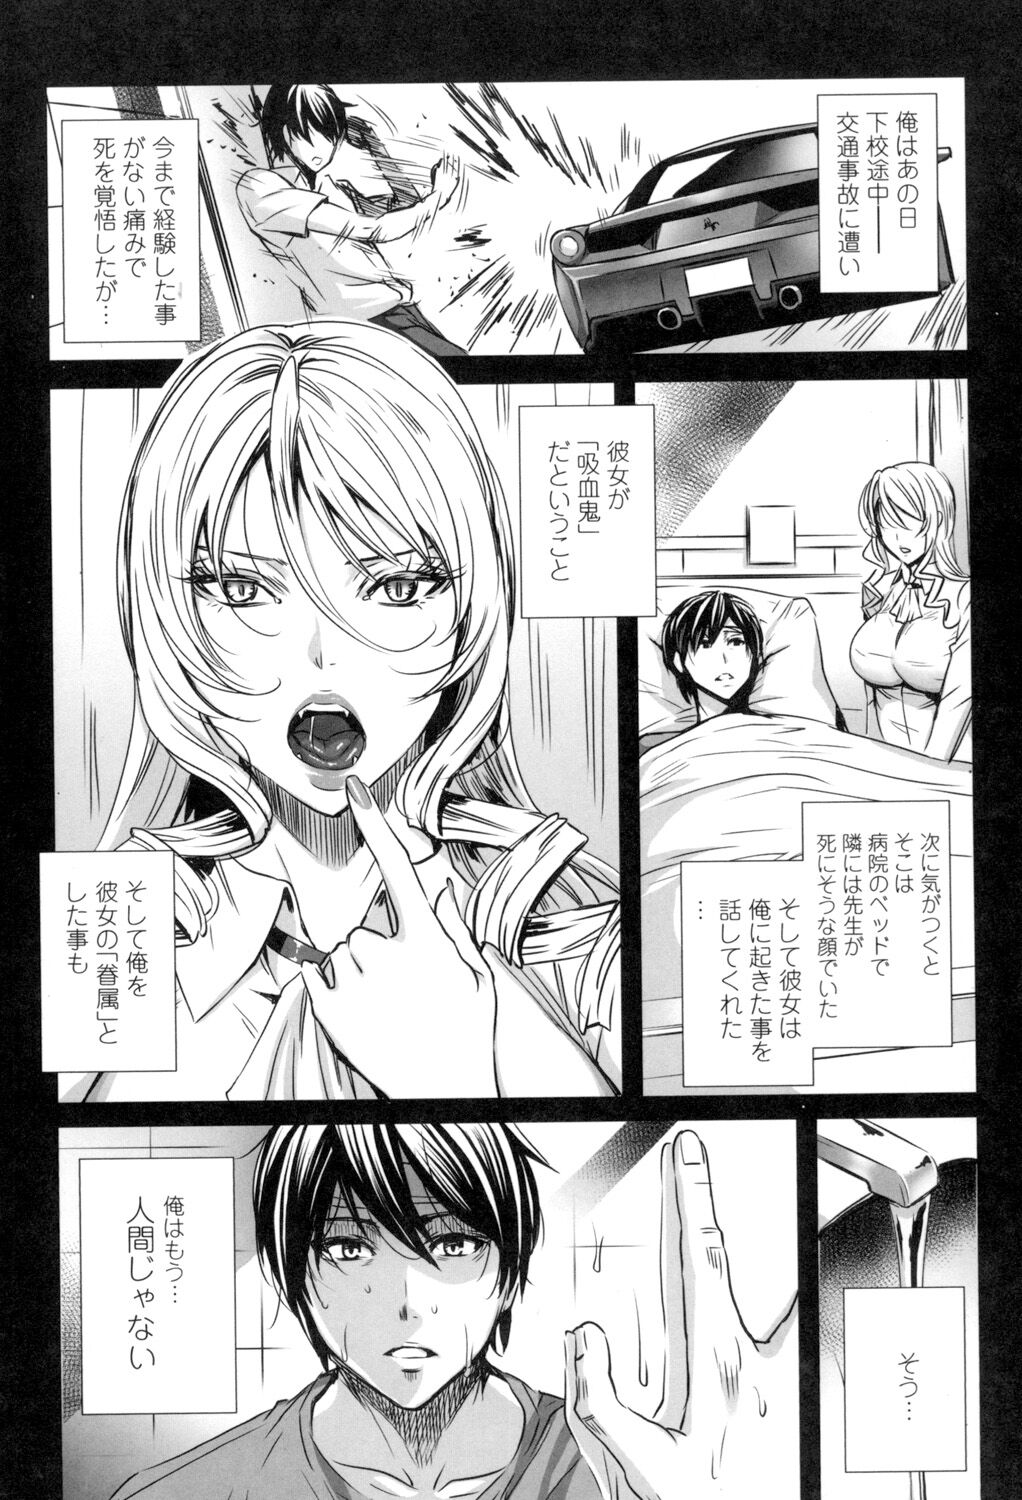 俺はあの日
下校途中――
交通事故に遭い
今まで経験した事
がない痛みで
死を覚悟したが…
次に気がつくと
そこは
病院のベッドで
隣には先生が
死にそうな顔でいた
そして彼女は
俺に起きた事を
話してくれた
…
彼女が
「吸血鬼」
だということ
そして俺を
彼女の「眷属」と
した事も
そう…
俺はもう…
人間じゃない